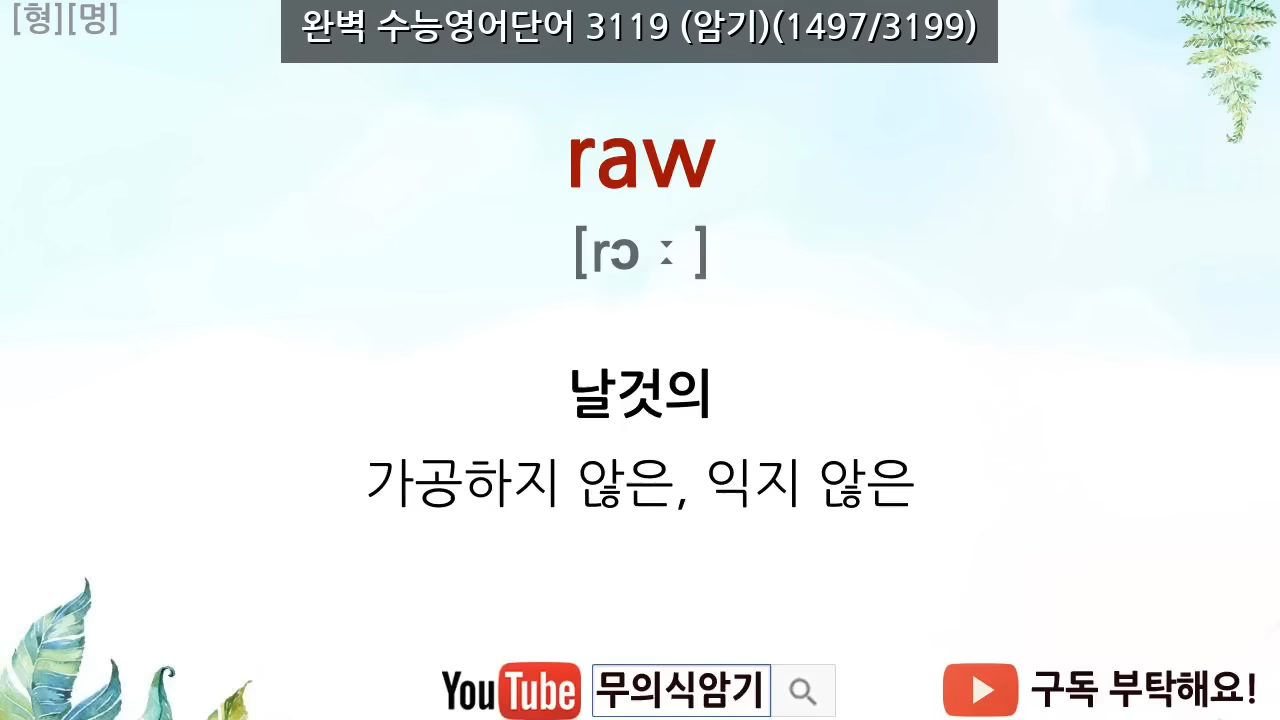 [형][명]
완벽 수능영어단어 3119 (암기)(1497/3199)
raw
[rɔː]
날것의
가공하지 않은, 익지 않은
YouTube 무의식암기
구독 부탁해요!